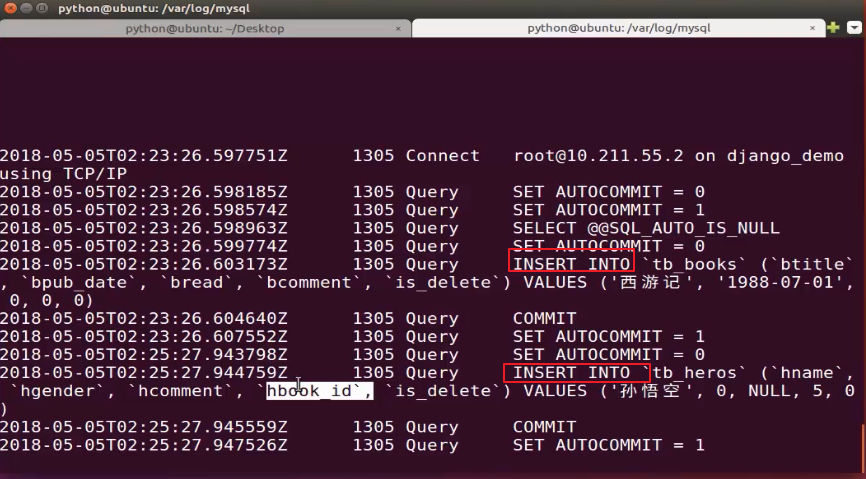 python@ubuntu: /var/log/mysql
python@ubuntu: ~/Desktop × python@ubuntu: /var/log/mysql ×
2018-05-05T02:23:26.597751Z 1305 Connect root@10.211.55.2 on django_demo
using TCP/IP
2018-05-05T02:23:26.598185Z 1305 Query SET AUTOCOMMIT = 0
2018-05-05T02:23:26.598574Z 1305 Query SET AUTOCOMMIT = 1
2018-05-05T02:23:26.598963Z 1305 Query SELECT @@SQL_AUTO_IS_NULL
2018-05-05T02:23:26.599774Z 1305 Query SET AUTOCOMMIT = 0
2018-05-05T02:23:26.603173Z 1305 Query INSERT INTO `tb_books` (`btitle`
, `bpub_date`, `bread`, `bcomment`, `is_delete`) VALUES ('西游记', '1988-07-01',
0, 0, 0)
2018-05-05T02:23:26.604640Z 1305 Query COMMIT
2018-05-05T02:23:26.607552Z 1305 Query SET AUTOCOMMIT = 1
2018-05-05T02:25:27.943798Z 1305 Query SET AUTOCOMMIT = 0
2018-05-05T02:25:27.944759Z 1305 Query INSERT INTO `tb_heros` (`hname`,
`hgender`, `hcomment`, `hbook_id`, `is_delete`) VALUES ('孙悟空', 0, NULL, 5, 0
)
2018-05-05T02:25:27.945559Z 1305 Query COMMIT
2018-05-05T02:25:27.947526Z 1305 Query SET AUTOCOMMIT = 1